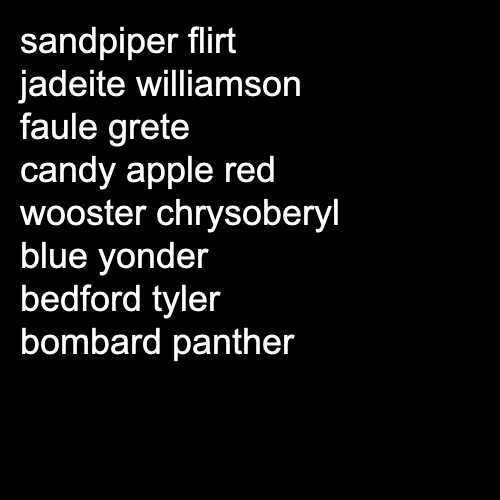 sandpiper flirt
jadeite williamson
faule grete
candy apple red
wooster chrysoberyl
blue yonder
bedford tyler
bombard panther